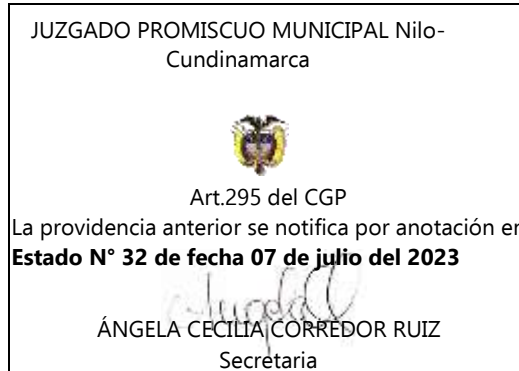 JUZGADO PROMISCUO MUNICIPAL Nilo-
Cundinamarca
Art.295 del CGP
La providencia anterior se notifica por anotación en
Estado N° 32 de fecha 07 de julio del 2023
ÁNGELA CECILIA CORREDOR RUIZ
Secretaria